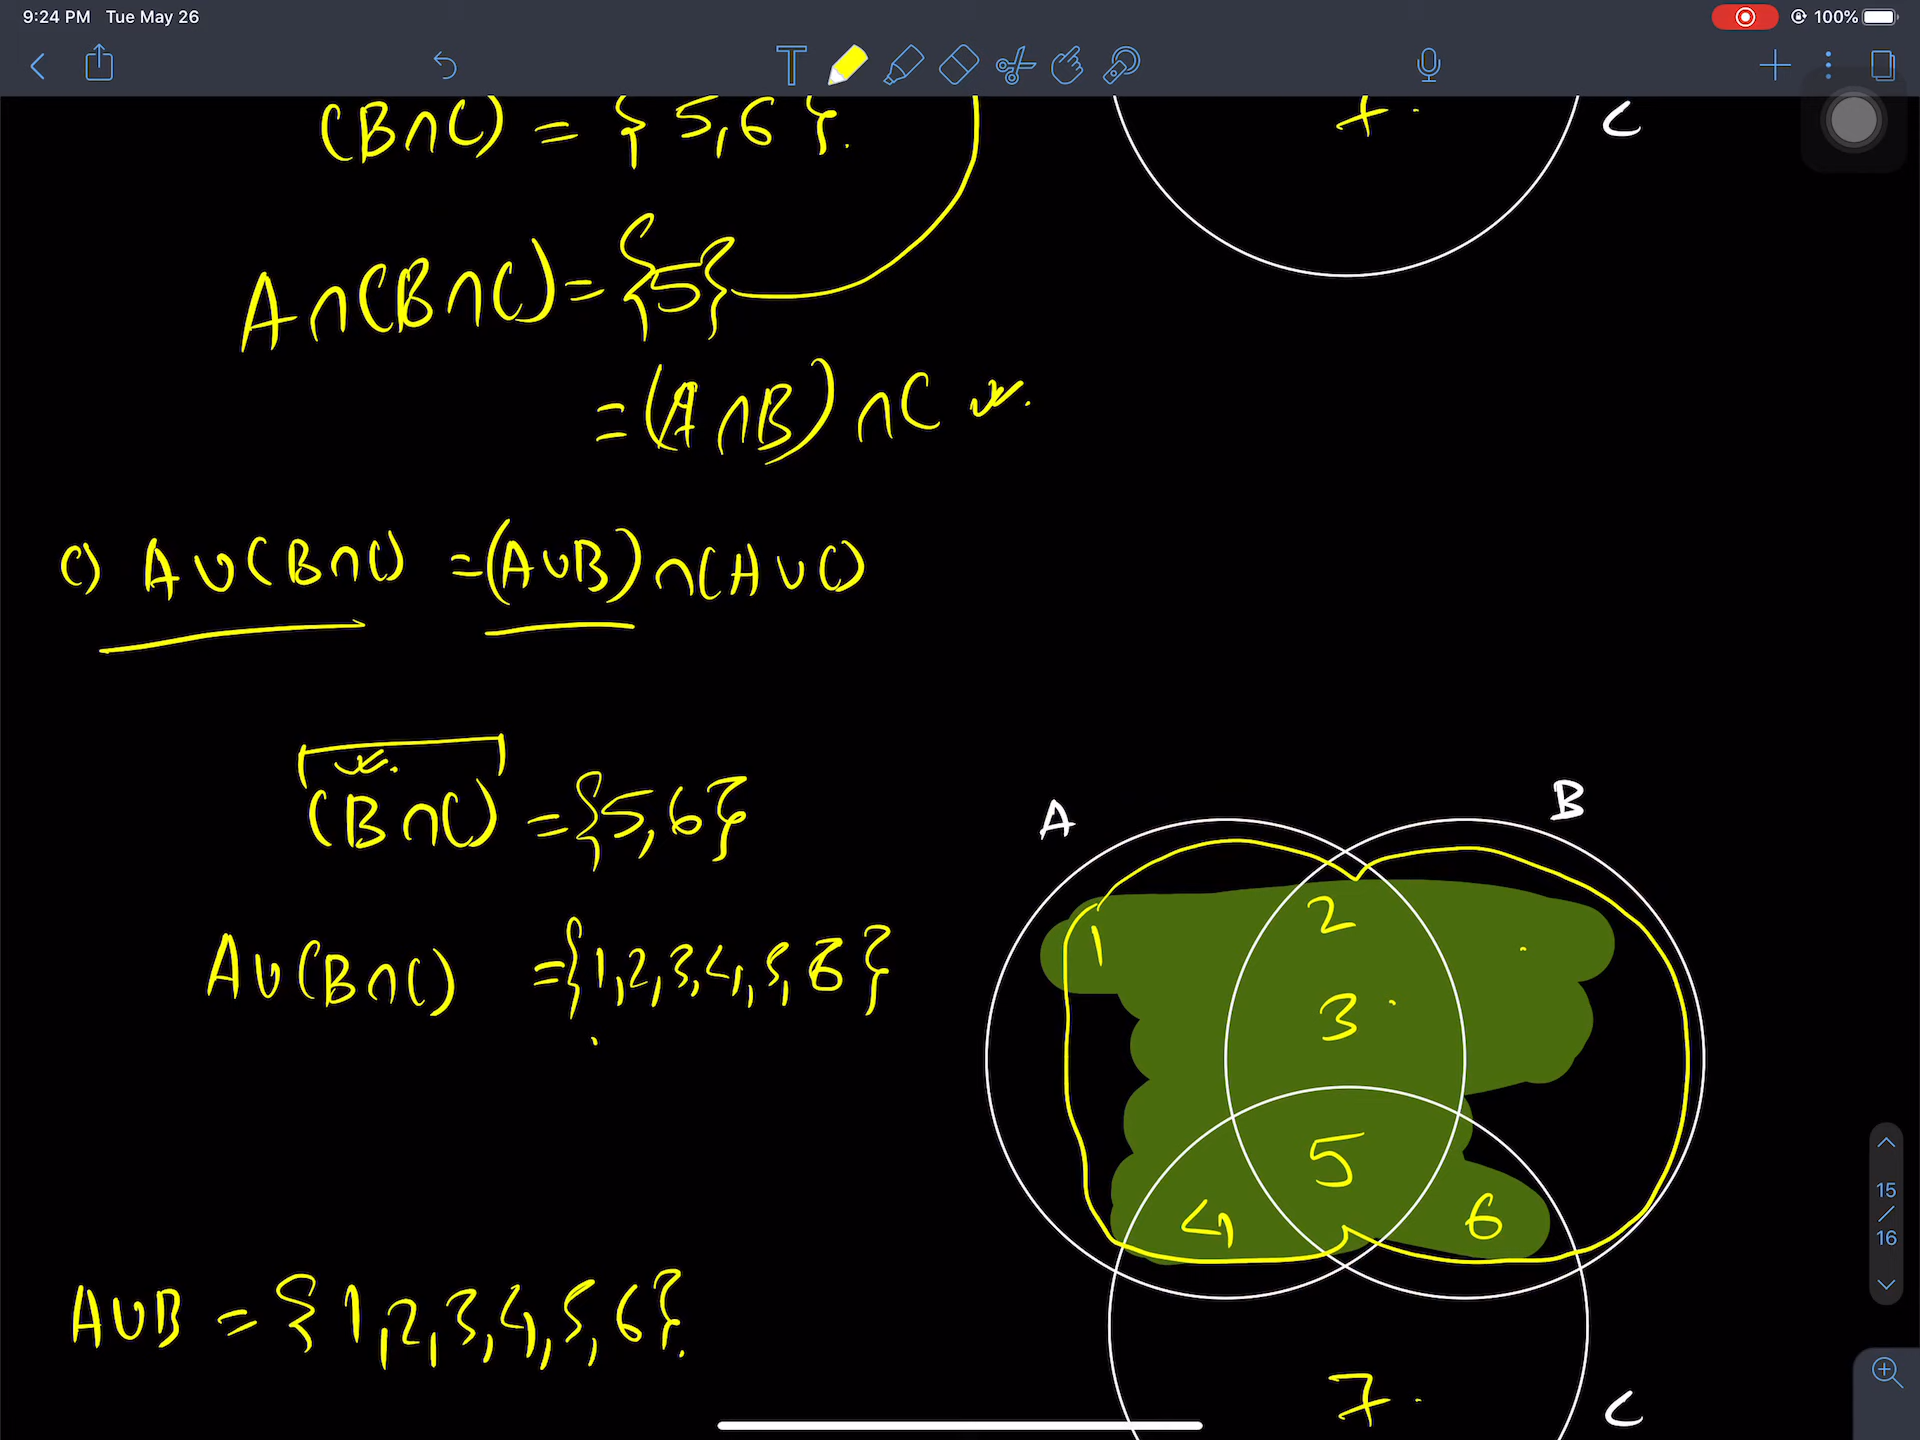 9:24 PM Tue May 26
100%
(B∩C) = {5,6}.
C
A∩(B∩C) = {5}
=(A∩B)∩C
c) A∪(B∩C) =(A∪B)∩(A∪C)
(B∩C) ={5,6}
A
B
A∪(B∩C) ={1,2,3,4,5,6}
1
2
3
5
4
6
15
/
16
A∪B = {1,2,3,4,5,6}.
7
C